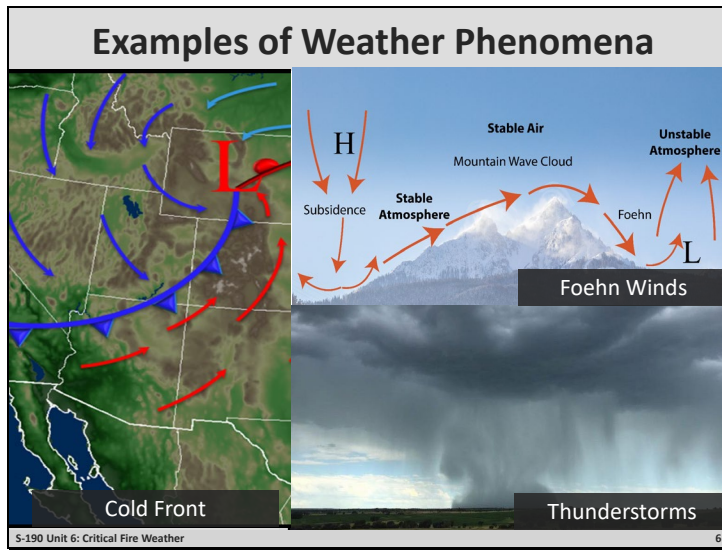 Examples of Weather Phenomena
L
Cold Front
H
Stable Air
Unstable
Atmosphere
Mountain Wave Cloud
Subsidence
Stable
Atmosphere
Foehn
L
Foehn Winds
Thunderstorms
S-190 Unit 6: Critical Fire Weather
6